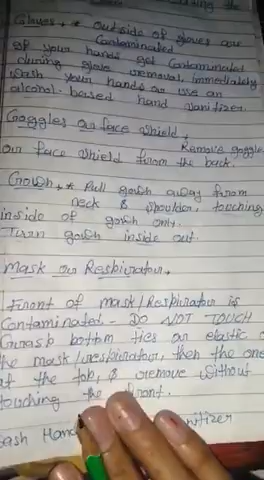 the
Gloves, * Outside of gloves are
Contaminated
If your hands get Contaminated
during glove removal, immediately
Wash your hands or use an
alcohol-based hand sanitizer.
Goggles or face shield,
Remove goggle
or face shield from the back.
Gown, * Pull gown away from
neck & shoulder, touching
inside of gown only.
Turn gown inside out.
Mask or Respirator,
Front of mask/Respirator is
Contaminated - DO NOT TOUCH
Grasp bottom ties or elastic o
the mask/respirator, then the one
at the top, & remove without
touching the front.
ash Hand nitizer